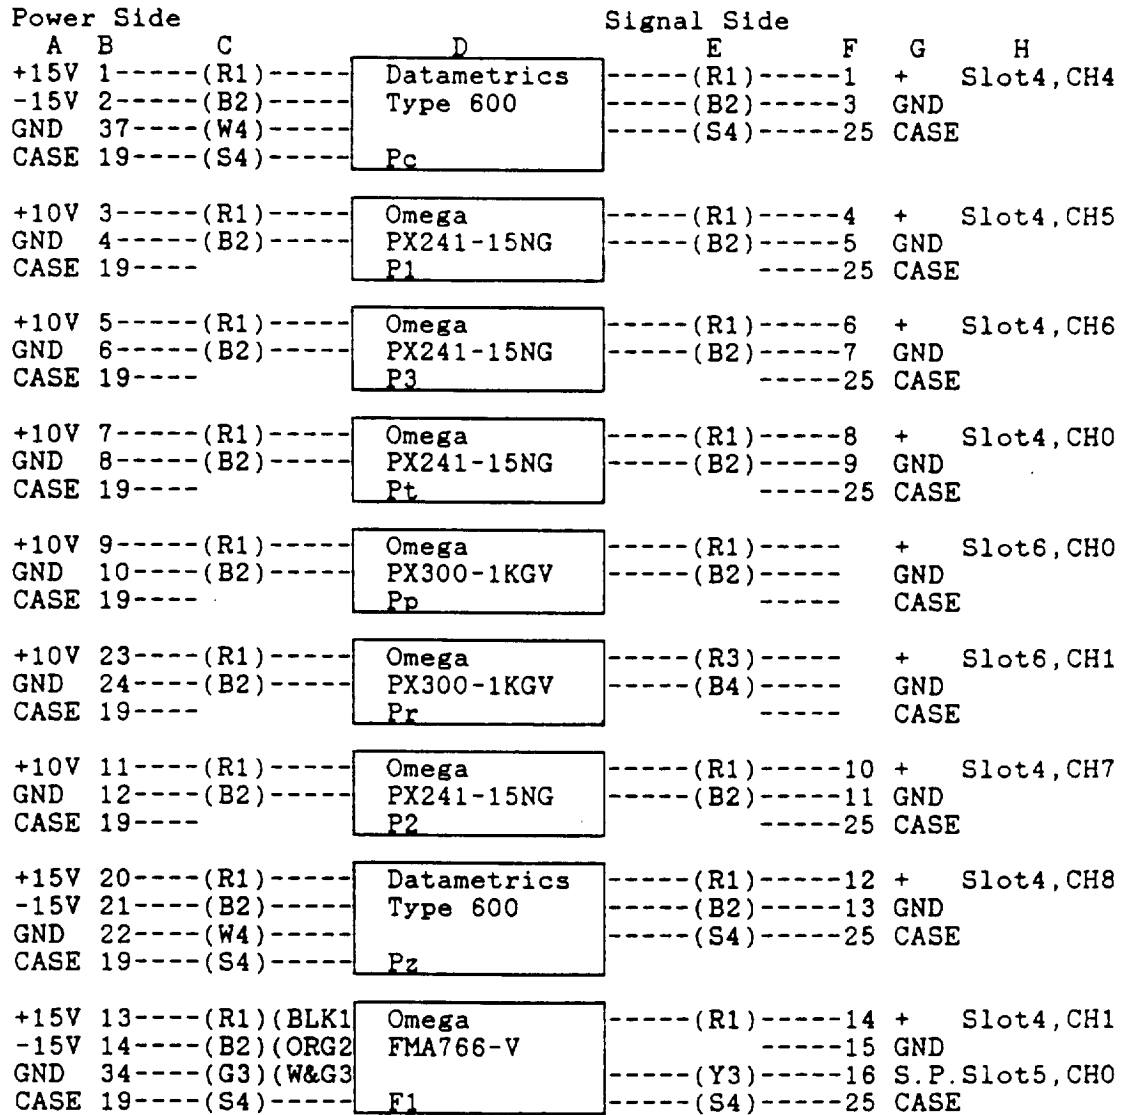 Power Side Signal Side
A B C D E F G H
+15V 1-----(R1)----- Datametrics -----(R1)-----1 + Slot4,CH4
-15V 2-----(B2)----- Type 600 -----(B2)-----3 GND
GND 37----(W4)----- -----(S4)-----25 CASE
CASE 19----(S4)----- Pc
+10V 3-----(R1)----- Omega -----(R1)-----4 + Slot4,CH5
GND 4-----(B2)----- PX241-15NG -----(B2)-----5 GND
CASE 19---- P1 -----25 CASE
+10V 5-----(R1)----- Omega -----(R1)-----6 + Slot4,CH6
GND 6-----(B2)----- PX241-15NG -----(B2)-----7 GND
CASE 19---- P3 -----25 CASE
+10V 7-----(R1)----- Omega -----(R1)-----8 + Slot4,CH0
GND 8-----(B2)----- PX241-15NG -----(B2)-----9 GND
CASE 19---- Pt -----25 CASE
+10V 9-----(R1)----- Omega -----(R1)----- + Slot6,CH0
GND 10----(B2)----- PX300-1KGV -----(B2)----- GND
CASE 19---- Pp ----- CASE
+10V 23----(R1)----- Omega -----(R3)----- + Slot6,CH1
GND 24----(B2)----- PX300-1KGV -----(B4)----- GND
CASE 19---- Pr ----- CASE
+10V 11----(R1)----- Omega -----(R1)-----10 + Slot4,CH7
GND 12----(B2)----- PX241-15NG -----(B2)-----11 GND
CASE 19---- P2 -----25 CASE
+15V 20----(R1)----- Datametrics -----(R1)-----12 + Slot4,CH8
-15V 21----(B2)----- Type 600 -----(B2)-----13 GND
GND 22----(W4)----- -----(S4)-----25 CASE
CASE 19----(S4)----- Pz
+15V 13----(R1)(BLK1 Omega -----(R1)-----14 + Slot4,CH1
-15V 14----(B2)(ORG2 FMA766-V -----15 GND
GND 34----(G3)(W&G3 -----(Y3)-----16 S.P.Slot5,CH0
CASE 19----(S4)----- F1 -----(S4)-----25 CASE